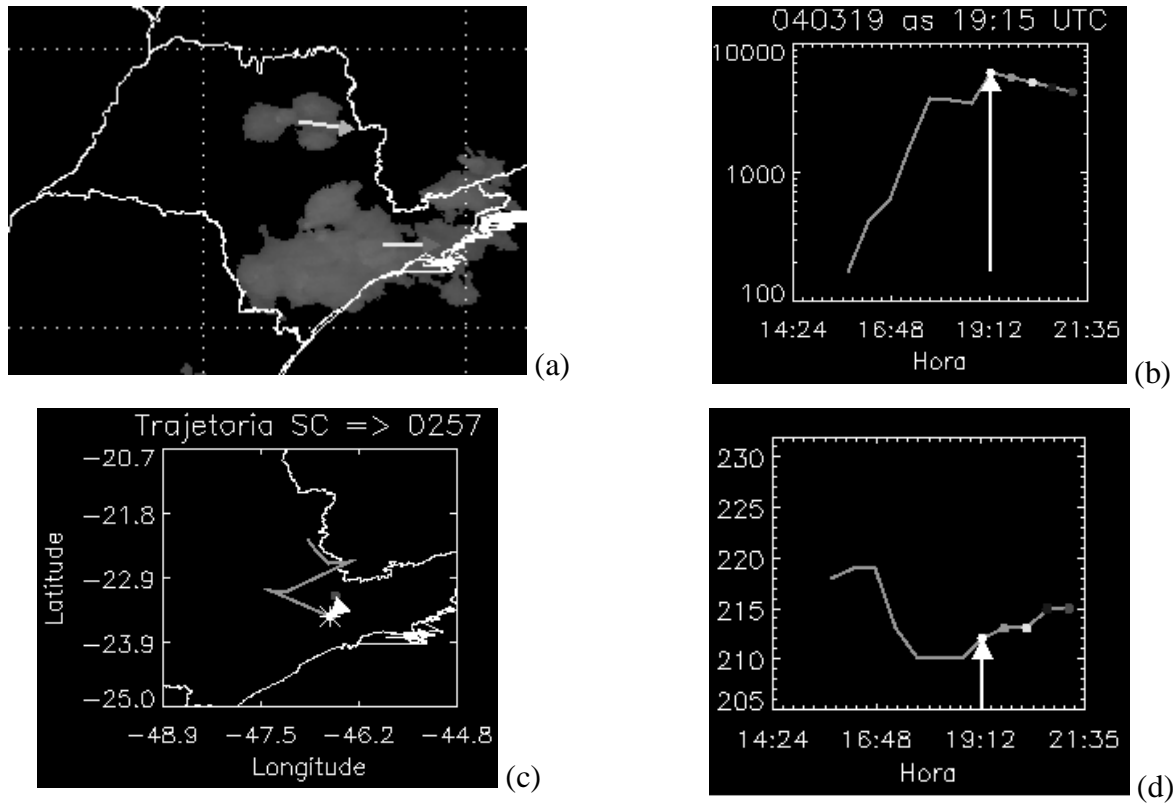 (a)
040319 as 19:15 UTC
10000
1000
100
14:24 16:48 19:12 21:35
Hora
(b)
Trajetoria SC => 0257
Latitude
-20.7
-21.8
-22.9
-23.9
-25.0
-48.9 -47.5 -46.2 -44.8
Longitude
(c)
230
225
220
215
210
205
14:24 16:48 19:12 21:35
Hora
(d)